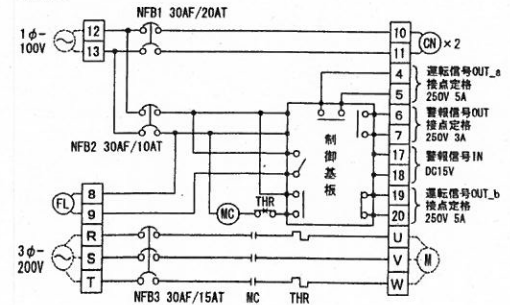 NFB1 30AF/20AT
1φ-
100V
12
13
10
11
CN ×2
4
5
運転信号OUT_a
接点定格
250V 5A
6
7
警報信号OUT
接点定格
250V 3A
NFB2 30AF/10AT
制
御
基
板
17
18
警報信号IN
DC15V
FL
8
9
MC
THR
19
20
運転信号OUT_b
接点定格
250V 5A
3φ-
200V
R
S
T
U
V
W
M
NFB3 30AF/15AT
MC
THR